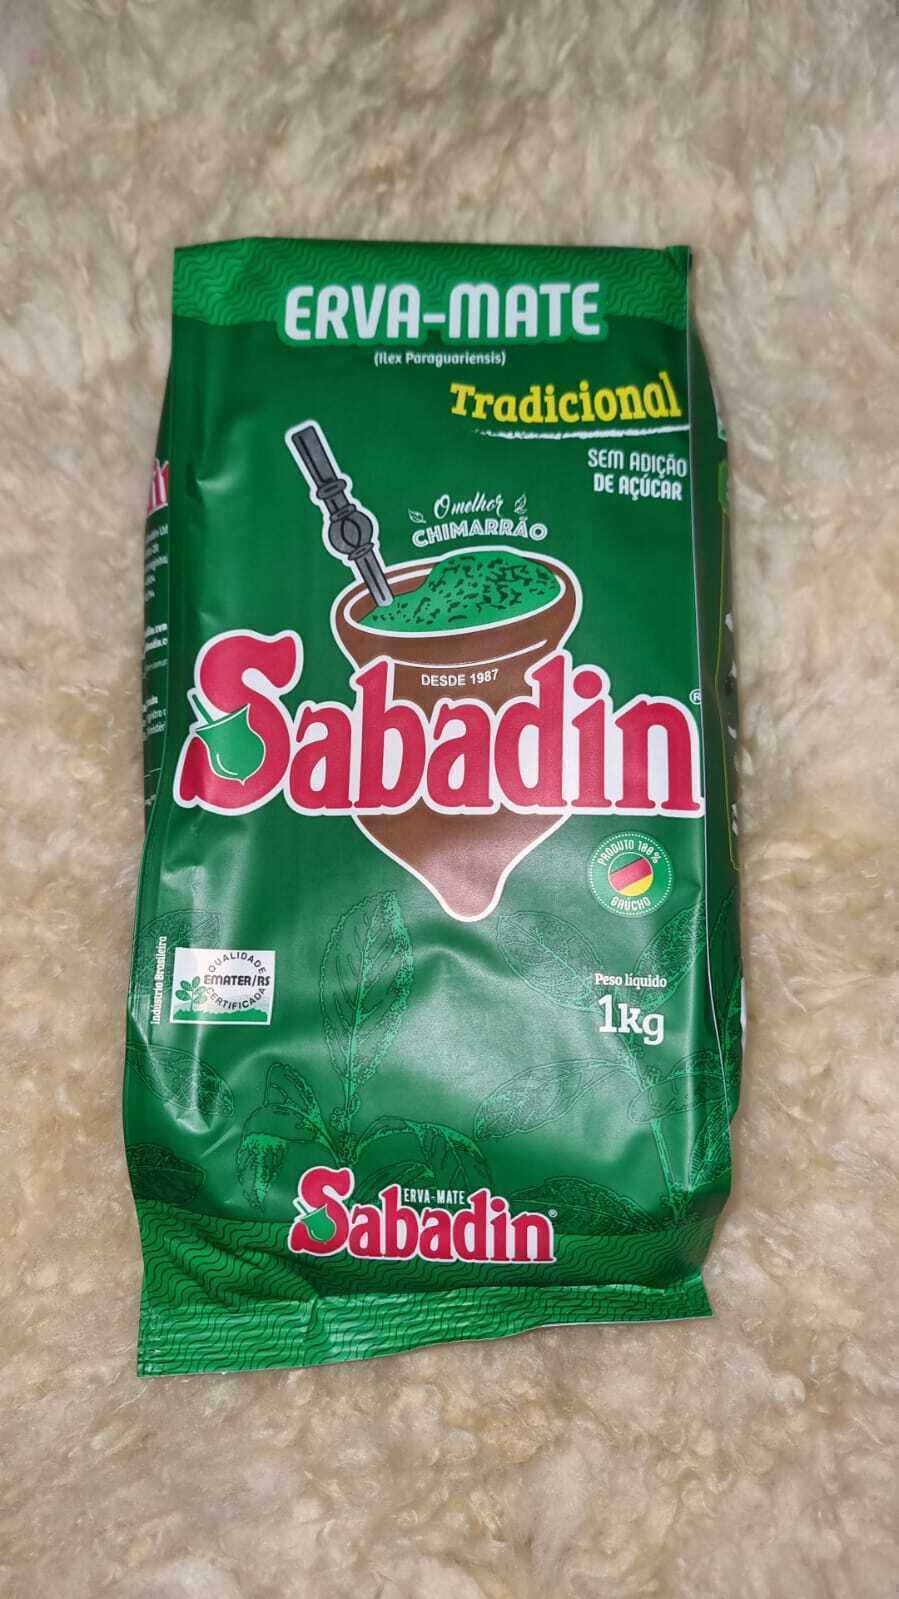 ERVA-MATE
(Ilex Paraguariensis)
Tradicional
SEM ADIÇÃO
DE AÇÚCAR
O melhor
CHIMARRÃO
DESDE 1987
Sabadin®
PRODUTO 100%
GAÚCHO
Indústria Brasileira
QUALIDADE
EMATER/RS
CERTIFICADA
Peso líquido
1kg
ERVA-MATE
Sabadin®